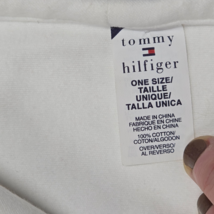 tommy
hilfiger
ONE SIZE/
TAILLE
UNIQUE/
TALLA UNICA
MADE IN CHINA
FABRIQUE EN CHINE
HECHO EN CHINA
100% COTTON/
COTON/ALGODON
OVER/VERSO/
AL REVERSO